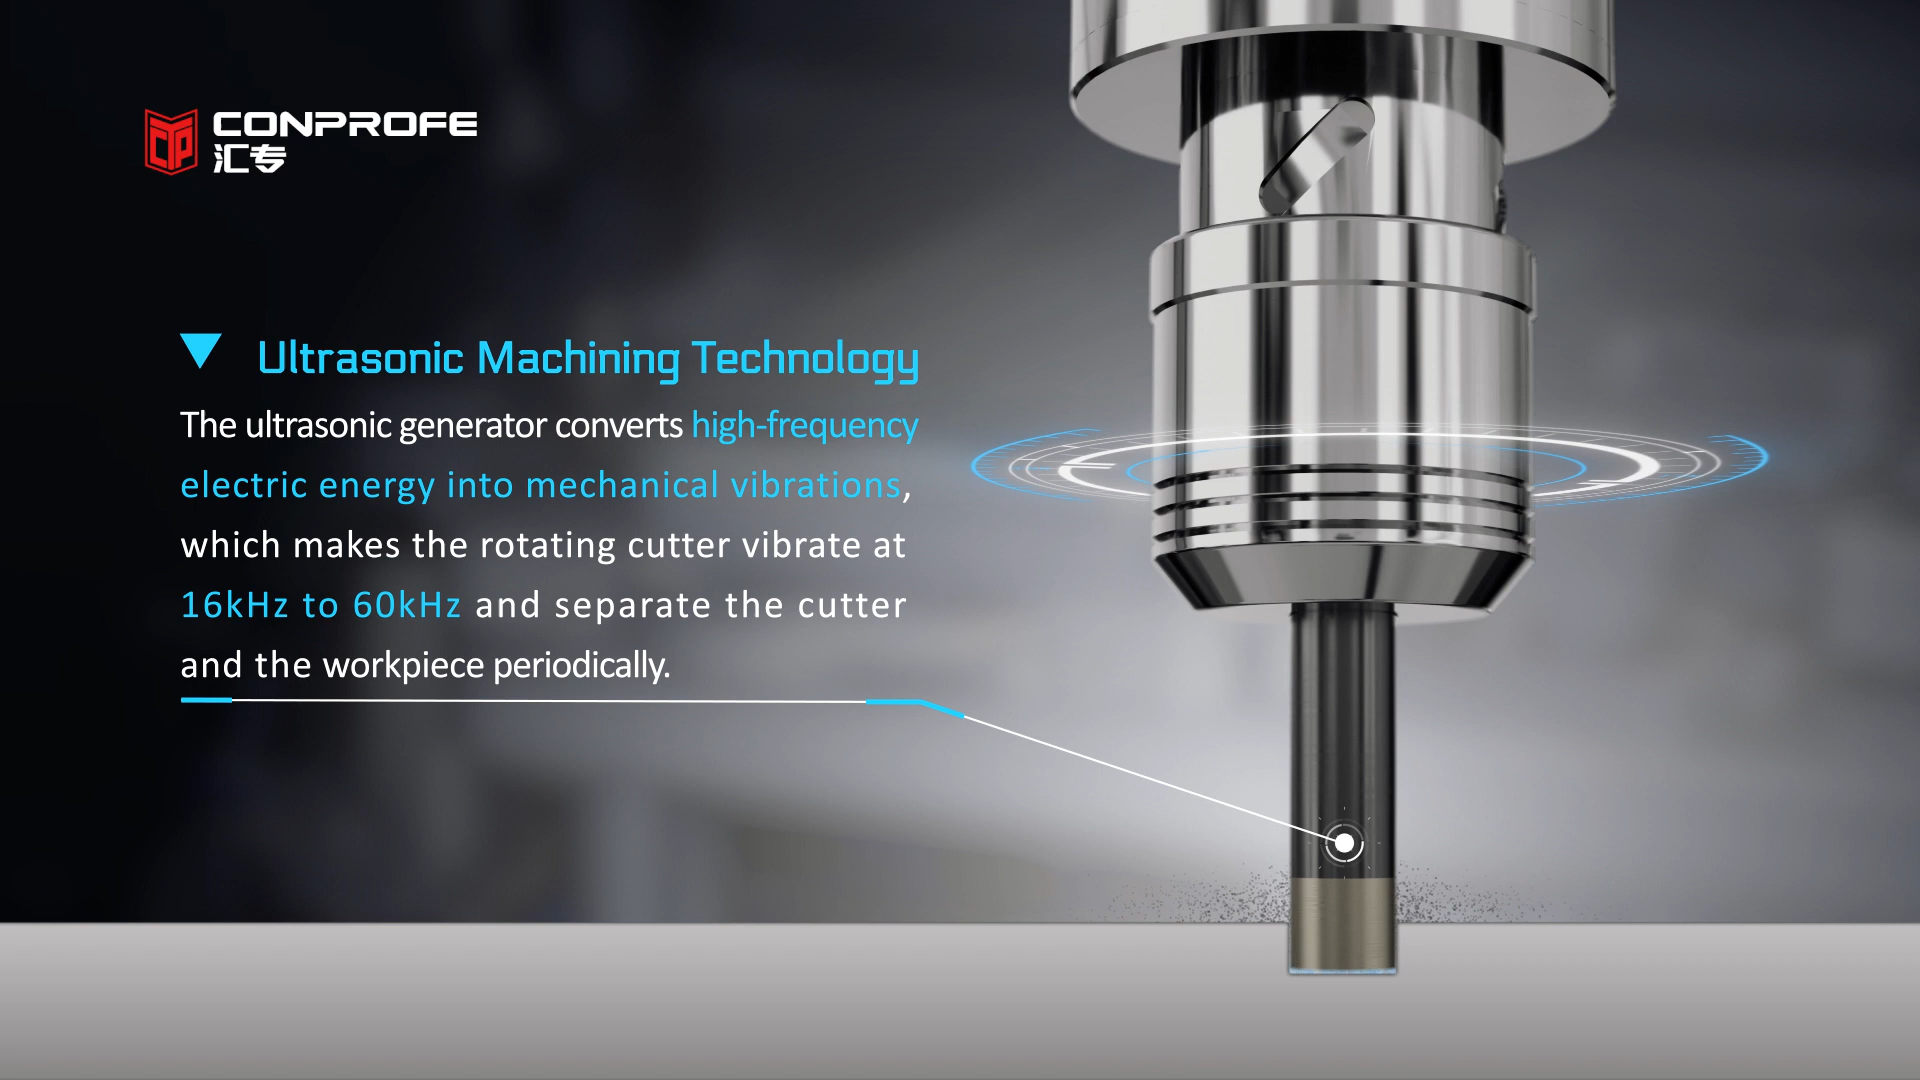 CONPROFE
汇专
Ultrasonic Machining Technology
The ultrasonic generator converts high-frequency
electric energy into mechanical vibrations,
which makes the rotating cutter vibrate at
16kHz to 60kHz and separate the cutter
and the workpiece periodically.